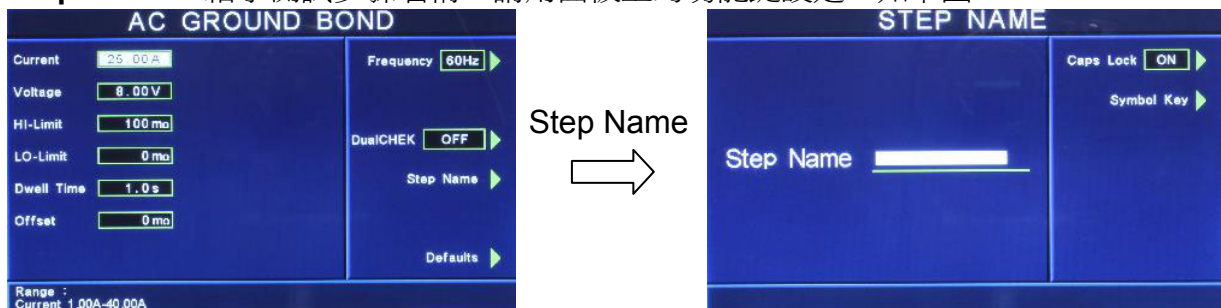 AC GROUND BOND
Current 25.00A
Voltage 8.00V
HI-Limit 100mΩ
LO-Limit 0mΩ
Dwell Time 1.0s
Offset 0mΩ
Frequency 60Hz
DualCHEK OFF
Step Name
Defaults
Range :
Current 1.00A-40.00A
Step Name
STEP NAME
Step Name
Caps Lock ON
Symbol Key